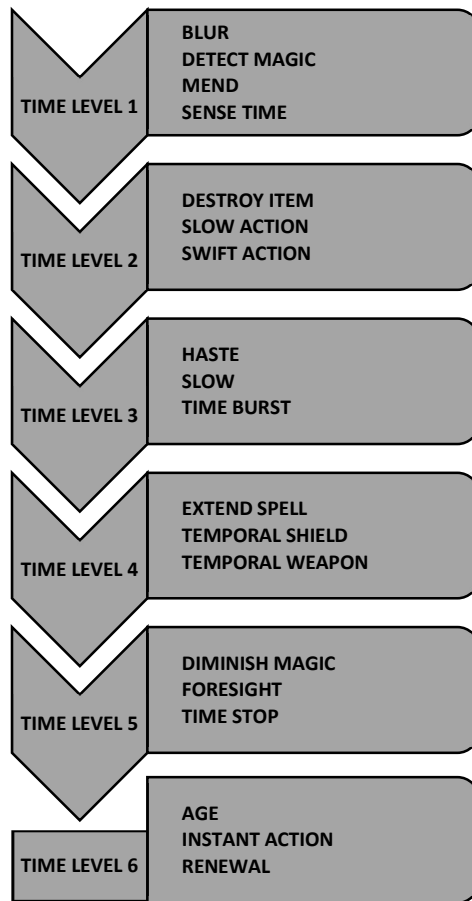 TIME LEVEL 1
BLUR
DETECT MAGIC
MEND
SENSE TIME
TIME LEVEL 2
DESTROY ITEM
SLOW ACTION
SWIFT ACTION
TIME LEVEL 3
HASTE
SLOW
TIME BURST
TIME LEVEL 4
EXTEND SPELL
TEMPORAL SHIELD
TEMPORAL WEAPON
TIME LEVEL 5
DIMINISH MAGIC
FORESIGHT
TIME STOP
TIME LEVEL 6
AGE
INSTANT ACTION
RENEWAL